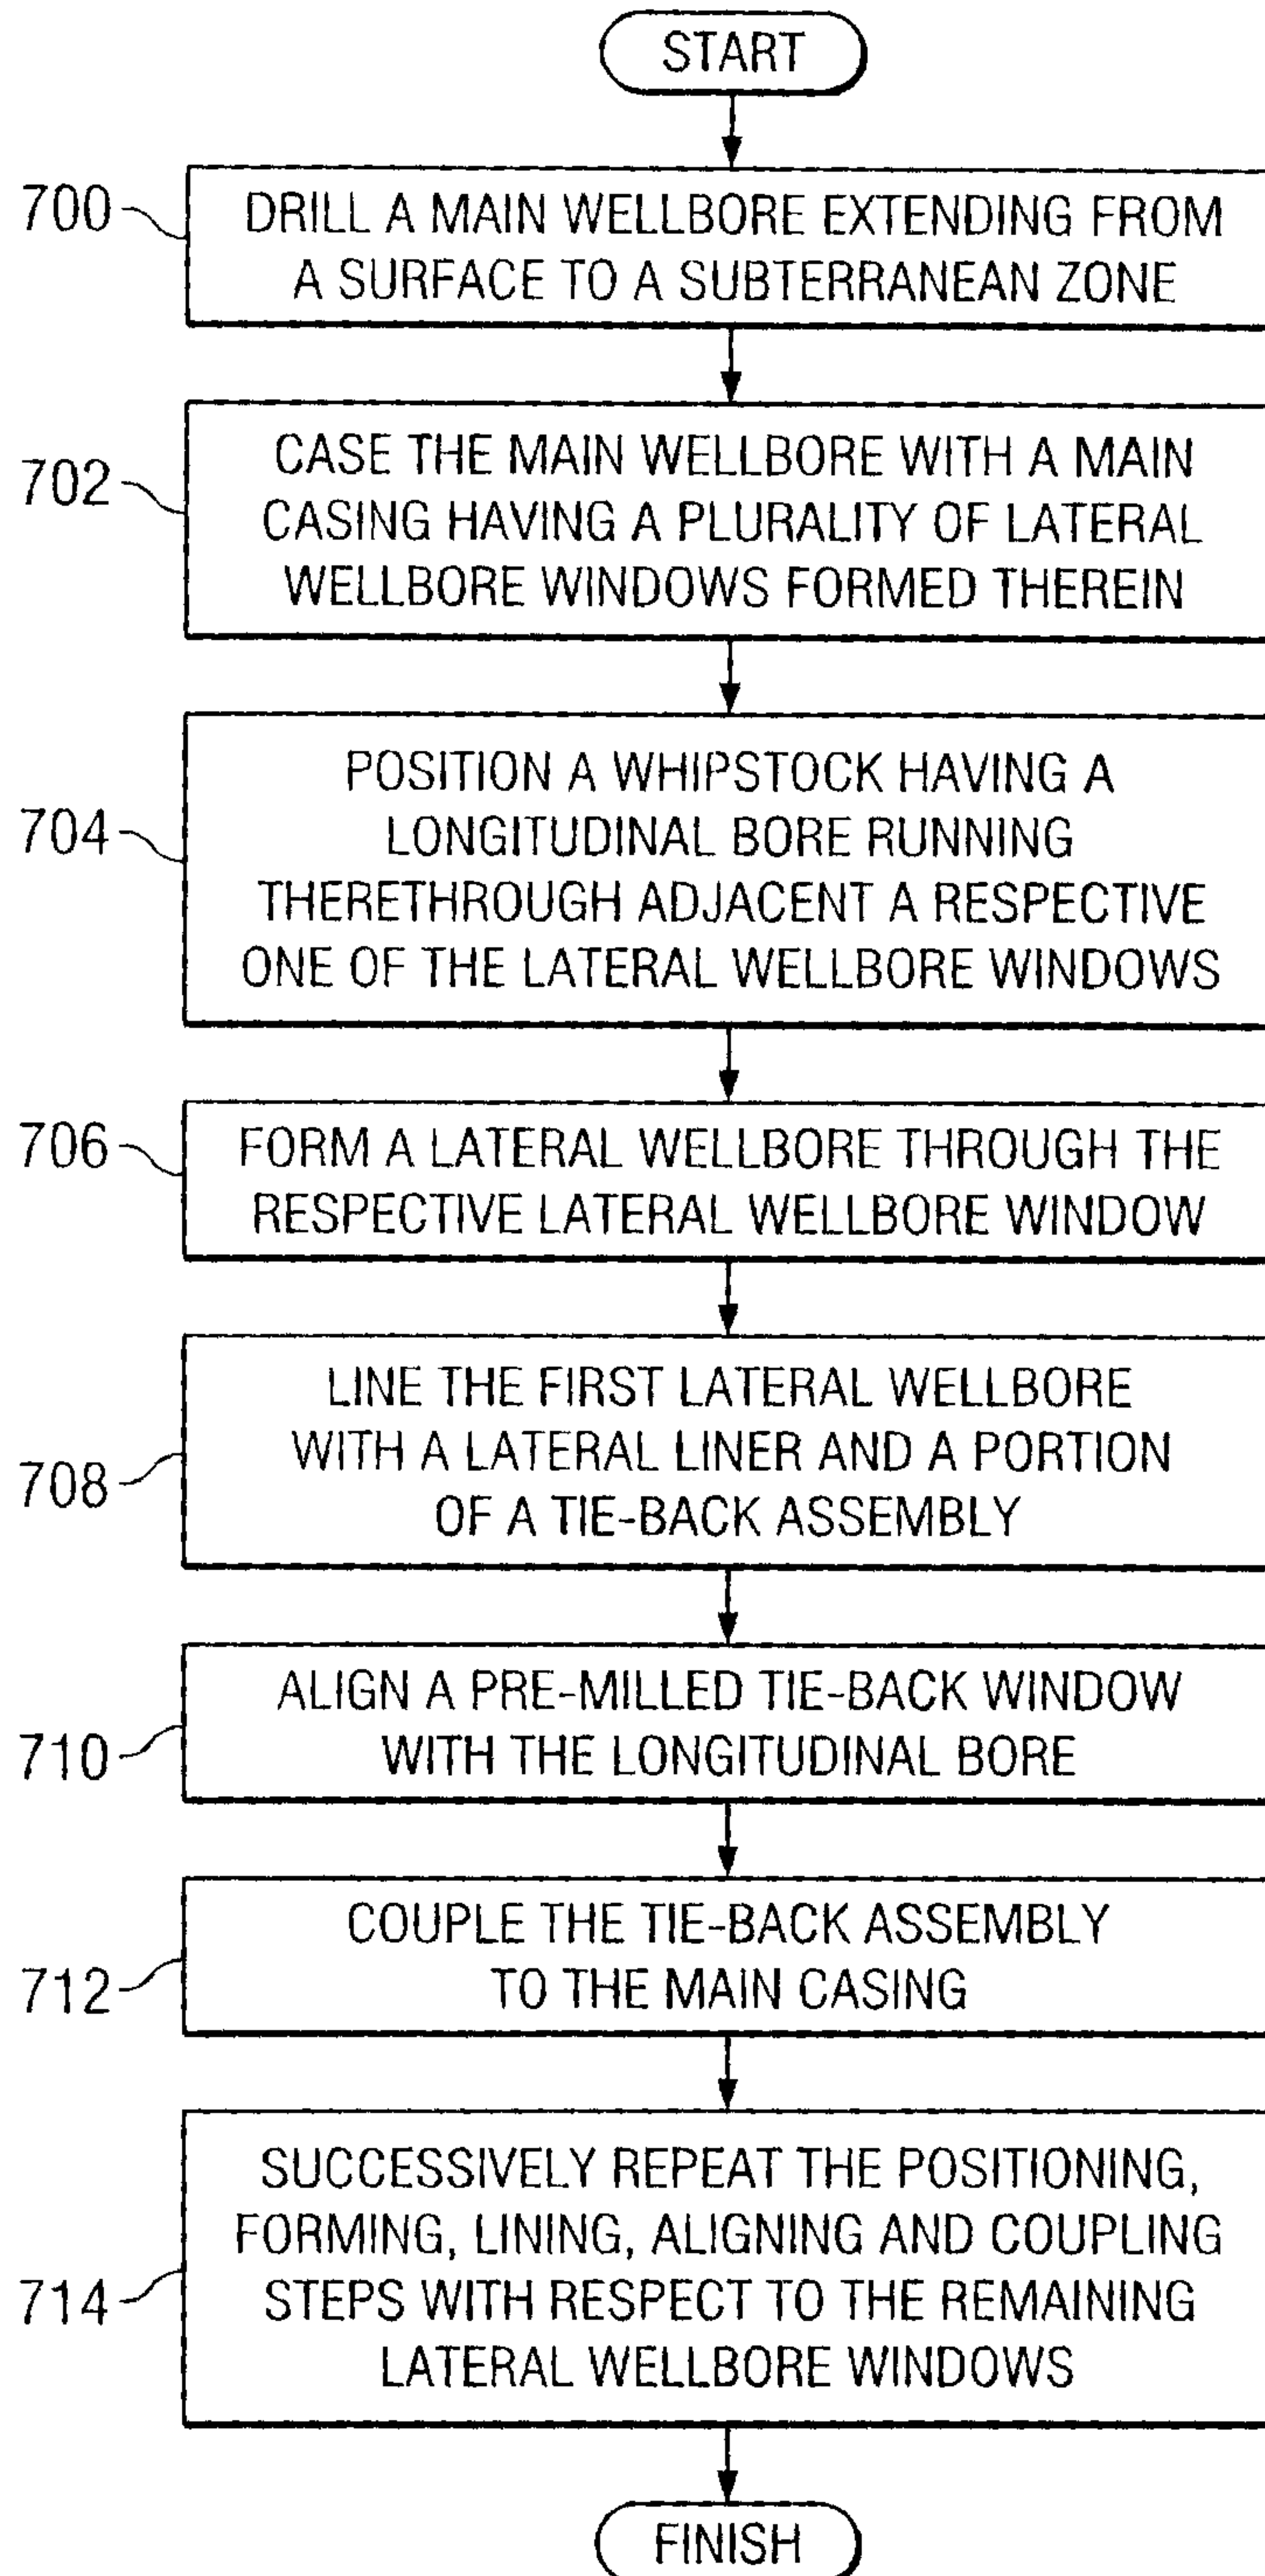 START
700
DRILL A MAIN WELLBORE EXTENDING FROM
A SURFACE TO A SUBTERRANEAN ZONE
702
CASE THE MAIN WELLBORE WITH A MAIN
CASING HAVING A PLURALITY OF LATERAL
WELLBORE WINDOWS FORMED THEREIN
704
POSITION A WHIPSTOCK HAVING A
LONGITUDINAL BORE RUNNING
THERETHROUGH ADJACENT A RESPECTIVE
ONE OF THE LATERAL WELLBORE WINDOWS
706
FORM A LATERAL WELLBORE THROUGH THE
RESPECTIVE LATERAL WELLBORE WINDOW
708
LINE THE FIRST LATERAL WELLBORE
WITH A LATERAL LINER AND A PORTION
OF A TIE-BACK ASSEMBLY
710
ALIGN A PRE-MILLED TIE-BACK WINDOW
WITH THE LONGITUDINAL BORE
712
COUPLE THE TIE-BACK ASSEMBLY
TO THE MAIN CASING
714
SUCCESSIVELY REPEAT THE POSITIONING,
FORMING, LINING, ALIGNING AND COUPLING
STEPS WITH RESPECT TO THE REMAINING
LATERAL WELLBORE WINDOWS
FINISH